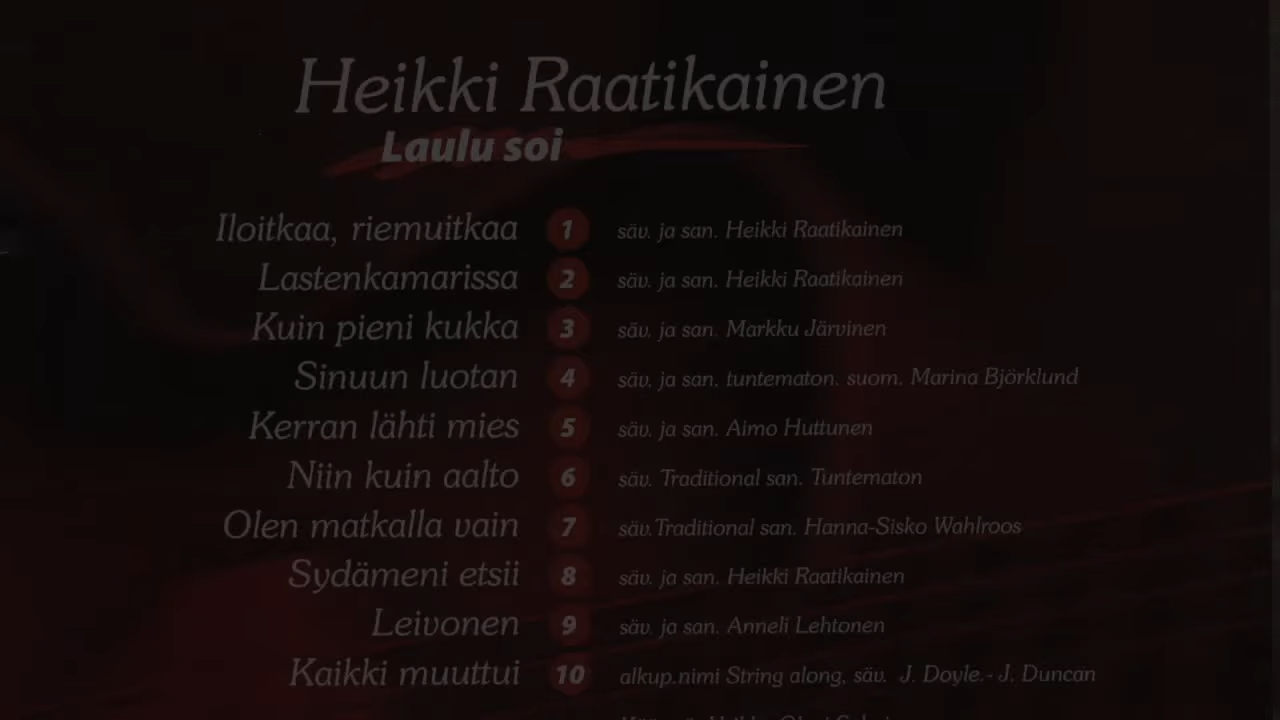 Heikki Raatikainen
Laulu soi
Iloitkaa, riemuitkaa 1 säv. ja san. Heikki Raatikainen
Lastenkamarissa 2 säv. ja san. Heikki Raatikainen
Kuin pieni kukka 3 säv. ja san. Markku Järvinen
Sinuun luotan 4 säv. ja san. tuntematon. suom. Marina Björklund
Kerran lähti mies 5 säv. ja san. Aimo Huttunen
Niin kuin aalto 6 säv. Traditional san. Tuntematon
Olen matkalla vain 7 säv.Traditional san. Hanna-Sisko Wahlroos
Sydämeni etsii 8 säv. ja san. Heikki Raatikainen
Leivonen 9 säv. ja san. Anneli Lehtonen
Kaikki muuttui 10 alkup.nimi String along, säv. J. Doyle.-J. Duncan